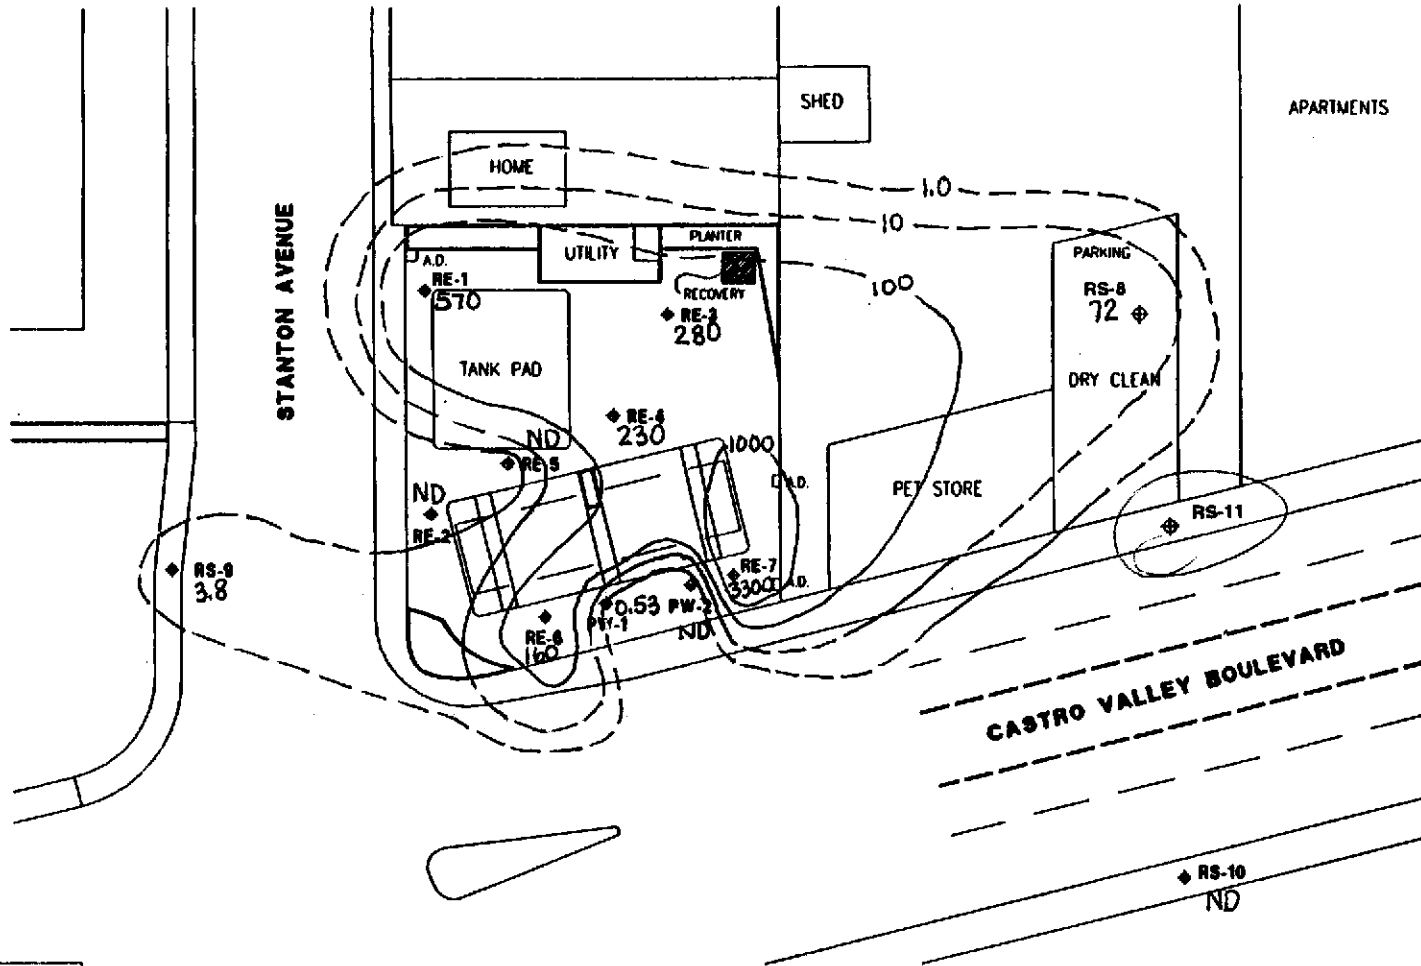 SHED
APARTMENTS
HOME
1.0
10
STANTON AVENUE
PLANTER
UTILITY
A.D.
PARKING
RE-1
570
RECOVERY
100
RS-8
72
RE-3
280
TANK PAD
DRY CLEAN
RE-4
230
ND
RE-5
1000
A.D.
PET STORE
ND
RE-2
RS-11
RS-9
3.8
RE-7
3300
A.D.
0.53
PW-2
PW-1
ND
RE-6
160
CASTRO VALLEY BOULEVARD
RS-10
ND